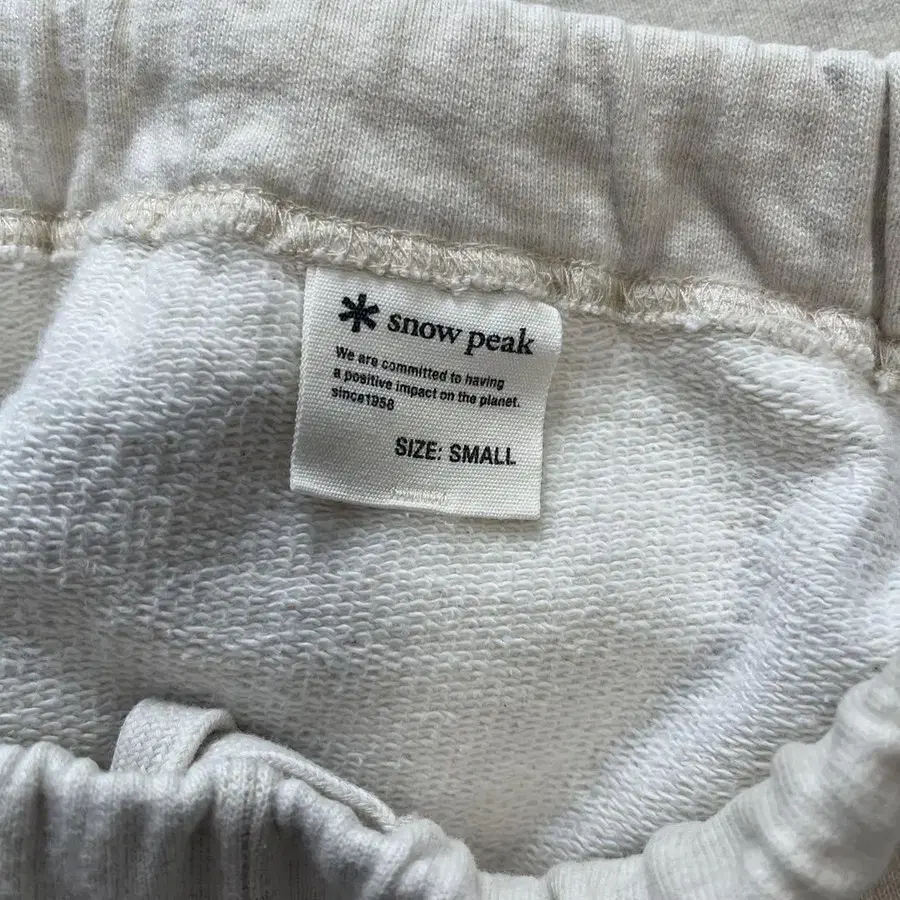 snow peak
We are committed to having
a positive impact on the planet.
since1958
SIZE: SMALL